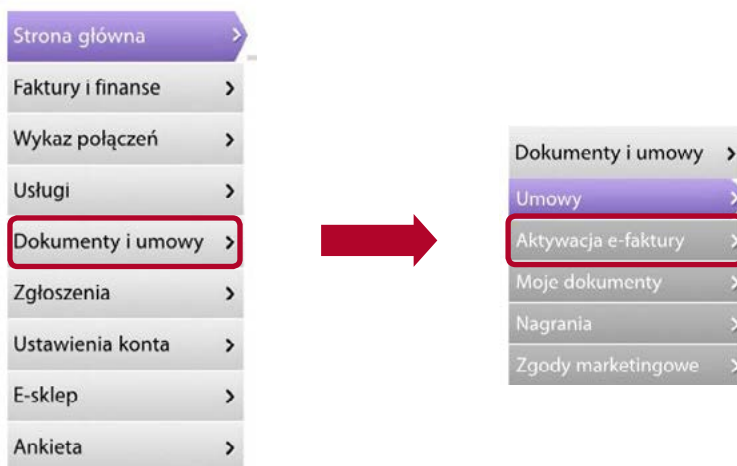 Strona główna
Faktury i finanse
Wykaz połączeń
Usługi
Dokumenty i umowy
Zgłoszenia
Ustawienia konta
E-sklep
Ankieta
Dokumenty i umowy
Umowy
Aktywacja e-faktury
Moje dokumenty
Nagrania
Zgody marketingowe